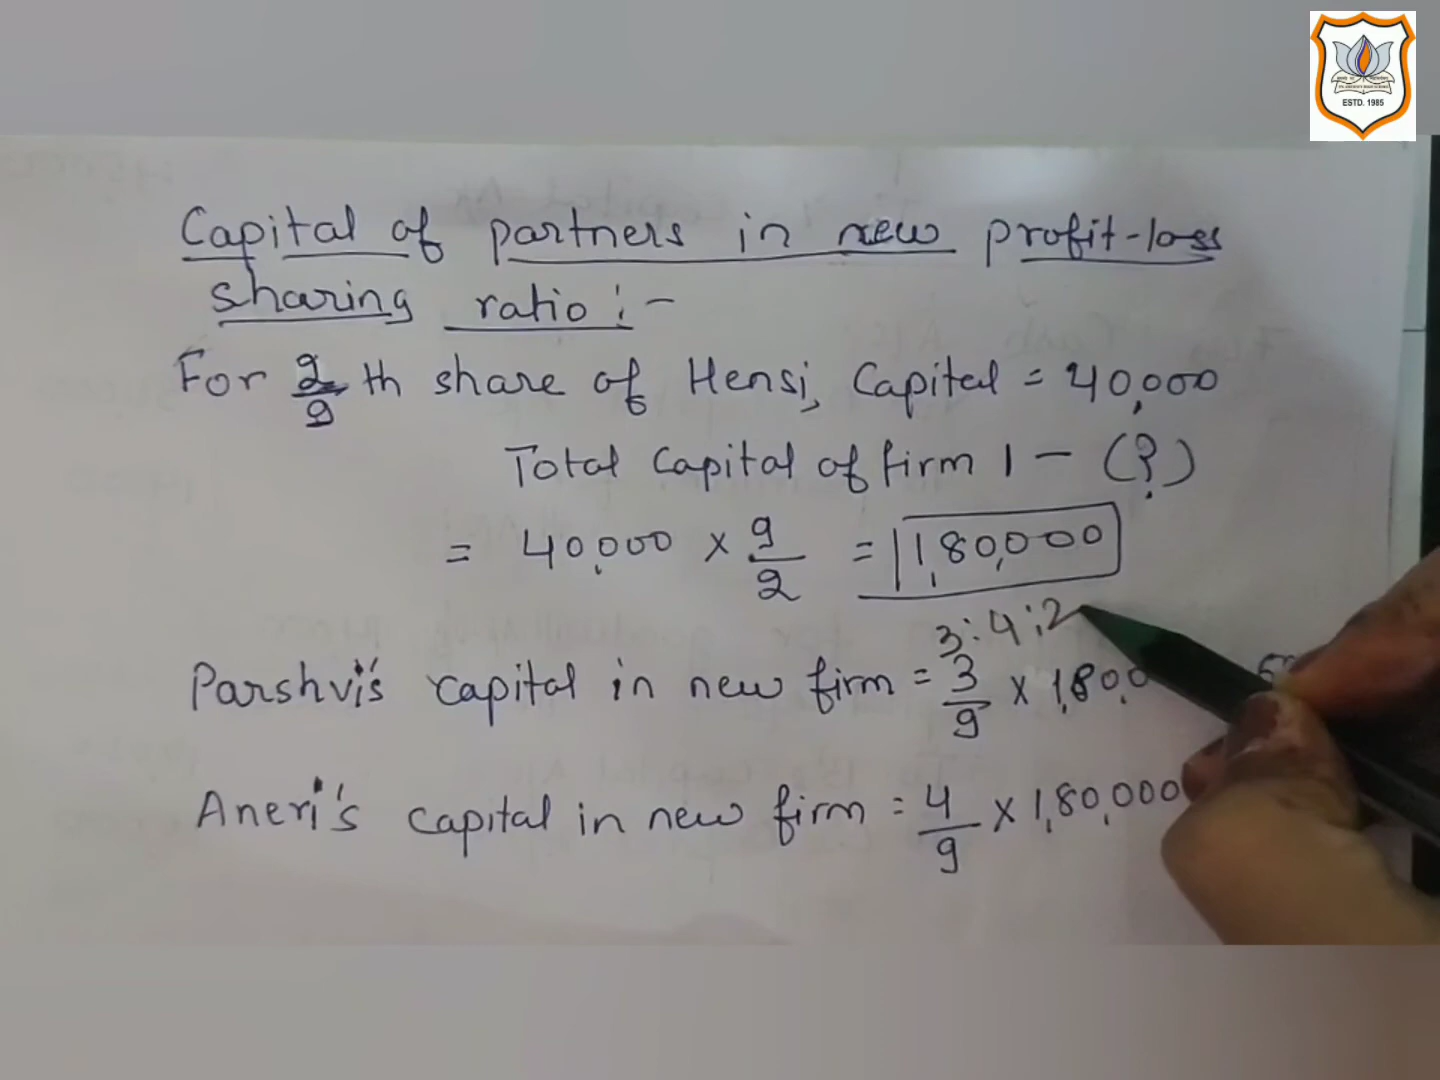 ESTD. 1985
Capital of partners in new profit-loss
sharing ratio :-
For 2/9 th share of Hensi, Capital = 40,000
Total Capital of firm 1 - (?)
= 40,000 × 9/2 = 1,80,000
3:4:2
Parshvi's capital in new firm = 3/9 × 1,80,0
Aneri's capital in new firm = 4/9 × 1,80,000